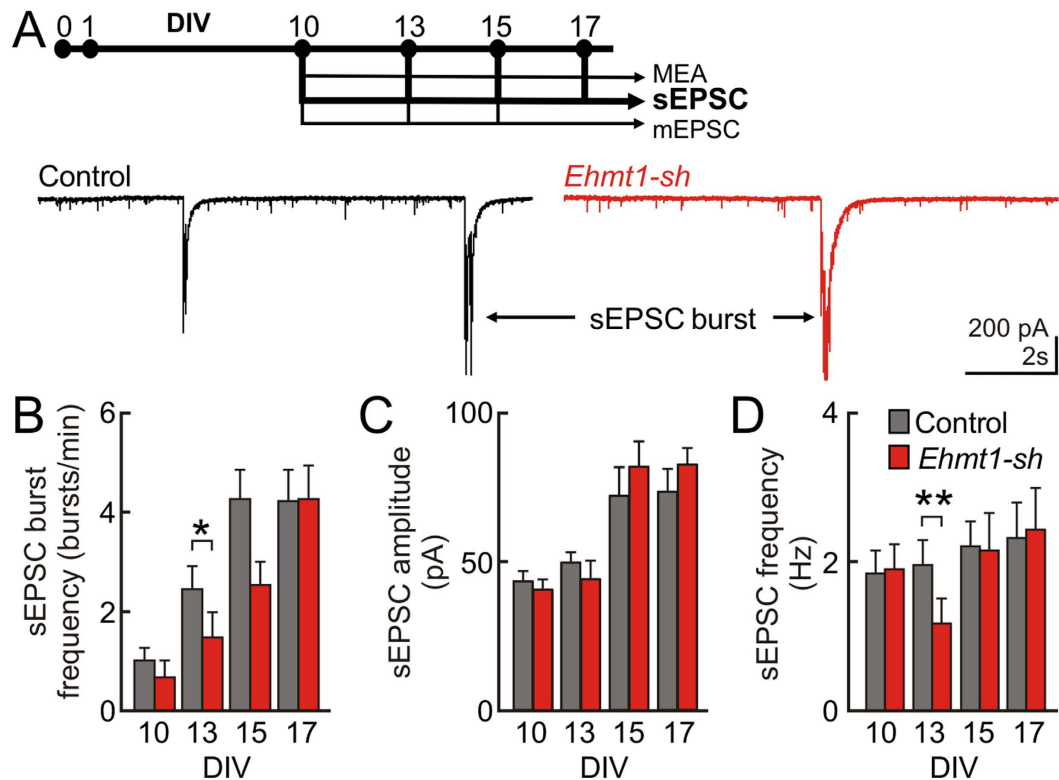 A
DIV
0 1 10 13 15 17
MEA
sEPSC
mEPSC
Control
Ehmt1-sh
sEPSC burst
200 pA
2s
B
sEPSC burst
frequency (bursts/min)
6
4
2
0
*
10 13 15 17
DIV
C
sEPSC amplitude
(pA)
100
50
0
10 13 15 17
DIV
D
sEPSC frequency
(Hz)
4
2
0
Control
Ehmt1-sh
**
10 13 15 17
DIV